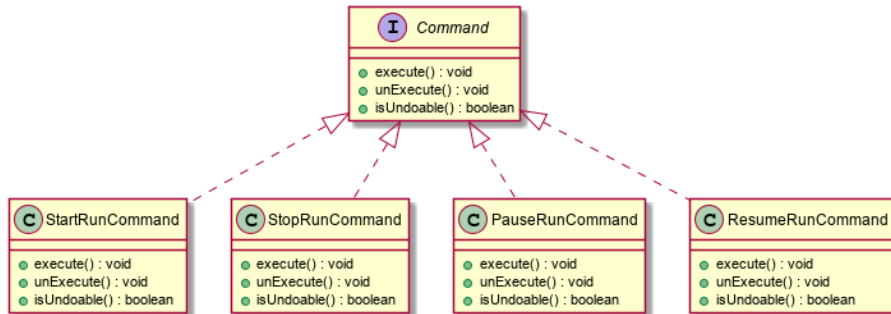 I Command
execute() : void
unExecute() : void
isUndoable() : boolean
C StartRunCommand
execute() : void
unExecute() : void
isUndoable() : boolean
C StopRunCommand
execute() : void
unExecute() : void
isUndoable() : boolean
C PauseRunCommand
execute() : void
unExecute() : void
isUndoable() : boolean
C ResumeRunCommand
execute() : void
unExecute() : void
isUndoable() : boolean